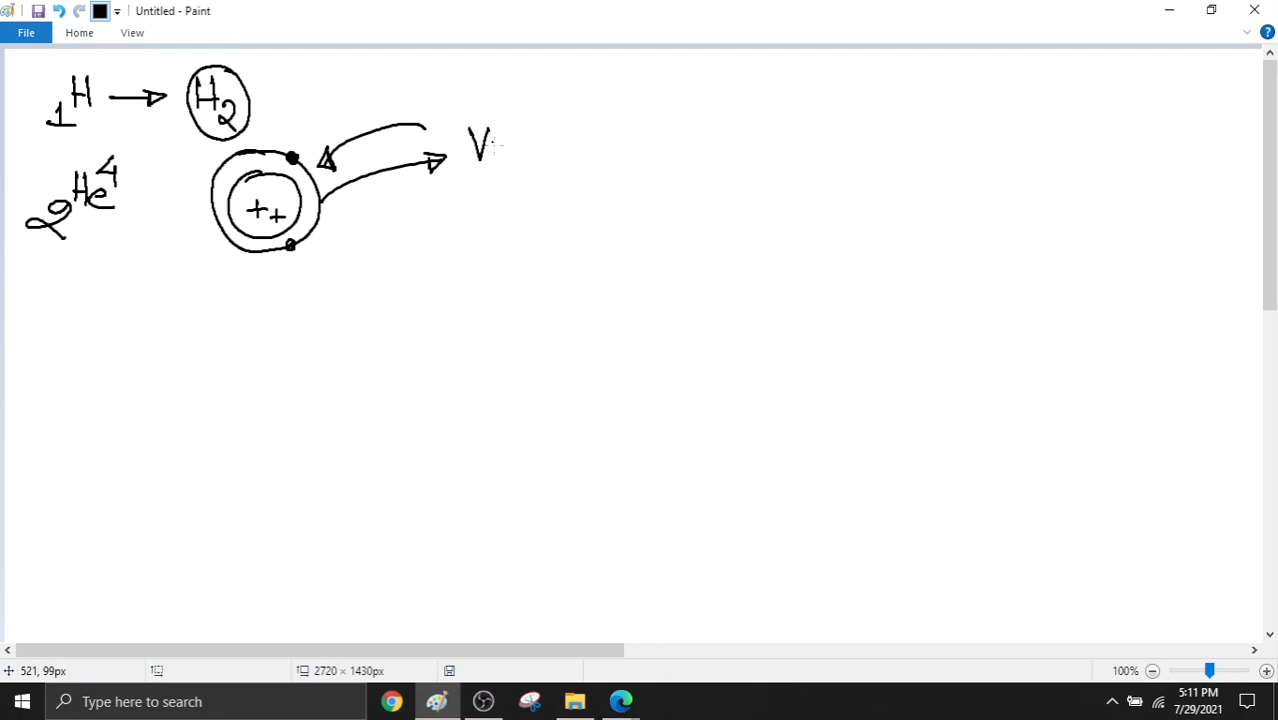 Untitled - Paint
File Home View
1H → H2
2He4
++
V
521, 99px
2720 × 1430px
100%
Type here to search
5:11 PM
7/29/2021